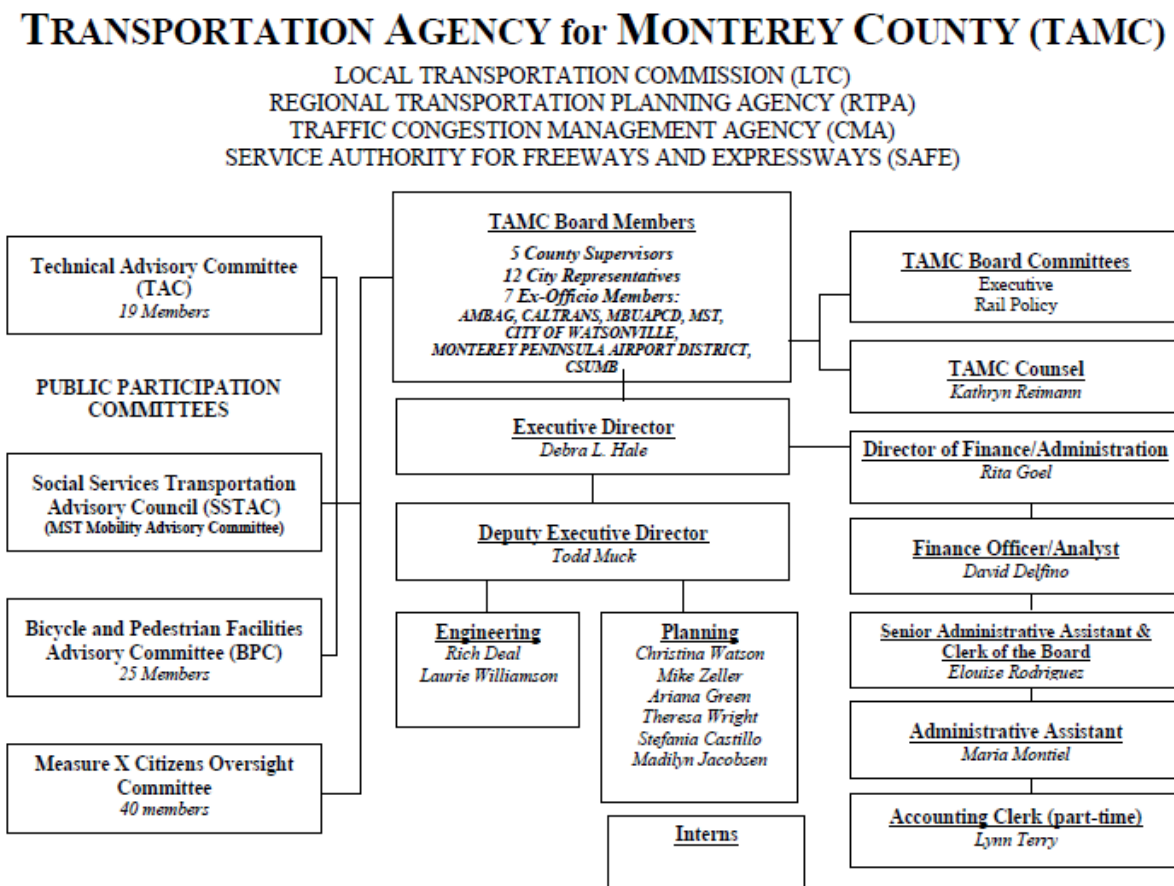 TRANSPORTATION AGENCY for MONTEREY COUNTY (TAMC)
LOCAL TRANSPORTATION COMMISSION (LTC)
REGIONAL TRANSPORTATION PLANNING AGENCY (RTPA)
TRAFFIC CONGESTION MANAGEMENT AGENCY (CMA)
SERVICE AUTHORITY FOR FREEWAYS AND EXPRESSWAYS (SAFE)
Technical Advisory Committee
(TAC)
19 Members
PUBLIC PARTICIPATION
COMMITTEES
Social Services Transportation
Advisory Council (SSTAC)
(MST Mobility Advisory Committee)
Bicycle and Pedestrian Facilities
Advisory Committee (BPC)
25 Members
Measure X Citizens Oversight
Committee
40 members
TAMC Board Members
5 County Supervisors
12 City Representatives
7 Ex-Officio Members:
AMBAG, CALTRANS, MBUAPCD, MST,
CITY OF WATSONVILLE,
MONTEREY PENINSULA AIRPORT DISTRICT,
CSUMB
Executive Director
Debra L. Hale
Deputy Executive Director
Todd Muck
Engineering
Rich Deal
Laurie Williamson
Planning
Christina Watson
Mike Zeller
Ariana Green
Theresa Wright
Stefania Castillo
Madilyn Jacobsen
Interns
TAMC Board Committees
Executive
Rail Policy
TAMC Counsel
Kathryn Reimann
Director of Finance/Administration
Rita Goel
Finance Officer/Analyst
David Delfino
Senior Administrative Assistant &
Clerk of the Board
Elouise Rodriguez
Administrative Assistant
Maria Montiel
Accounting Clerk (part-time)
Lynn Terry